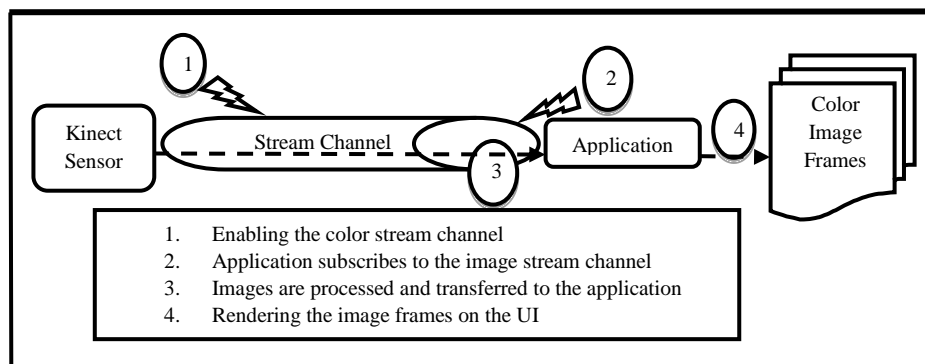 1
2
Kinect
Sensor
Stream Channel
3
Application
4
Color
Image
Frames
1. Enabling the color stream channel
2. Application subscribes to the image stream channel
3. Images are processed and transferred to the application
4. Rendering the image frames on the UI